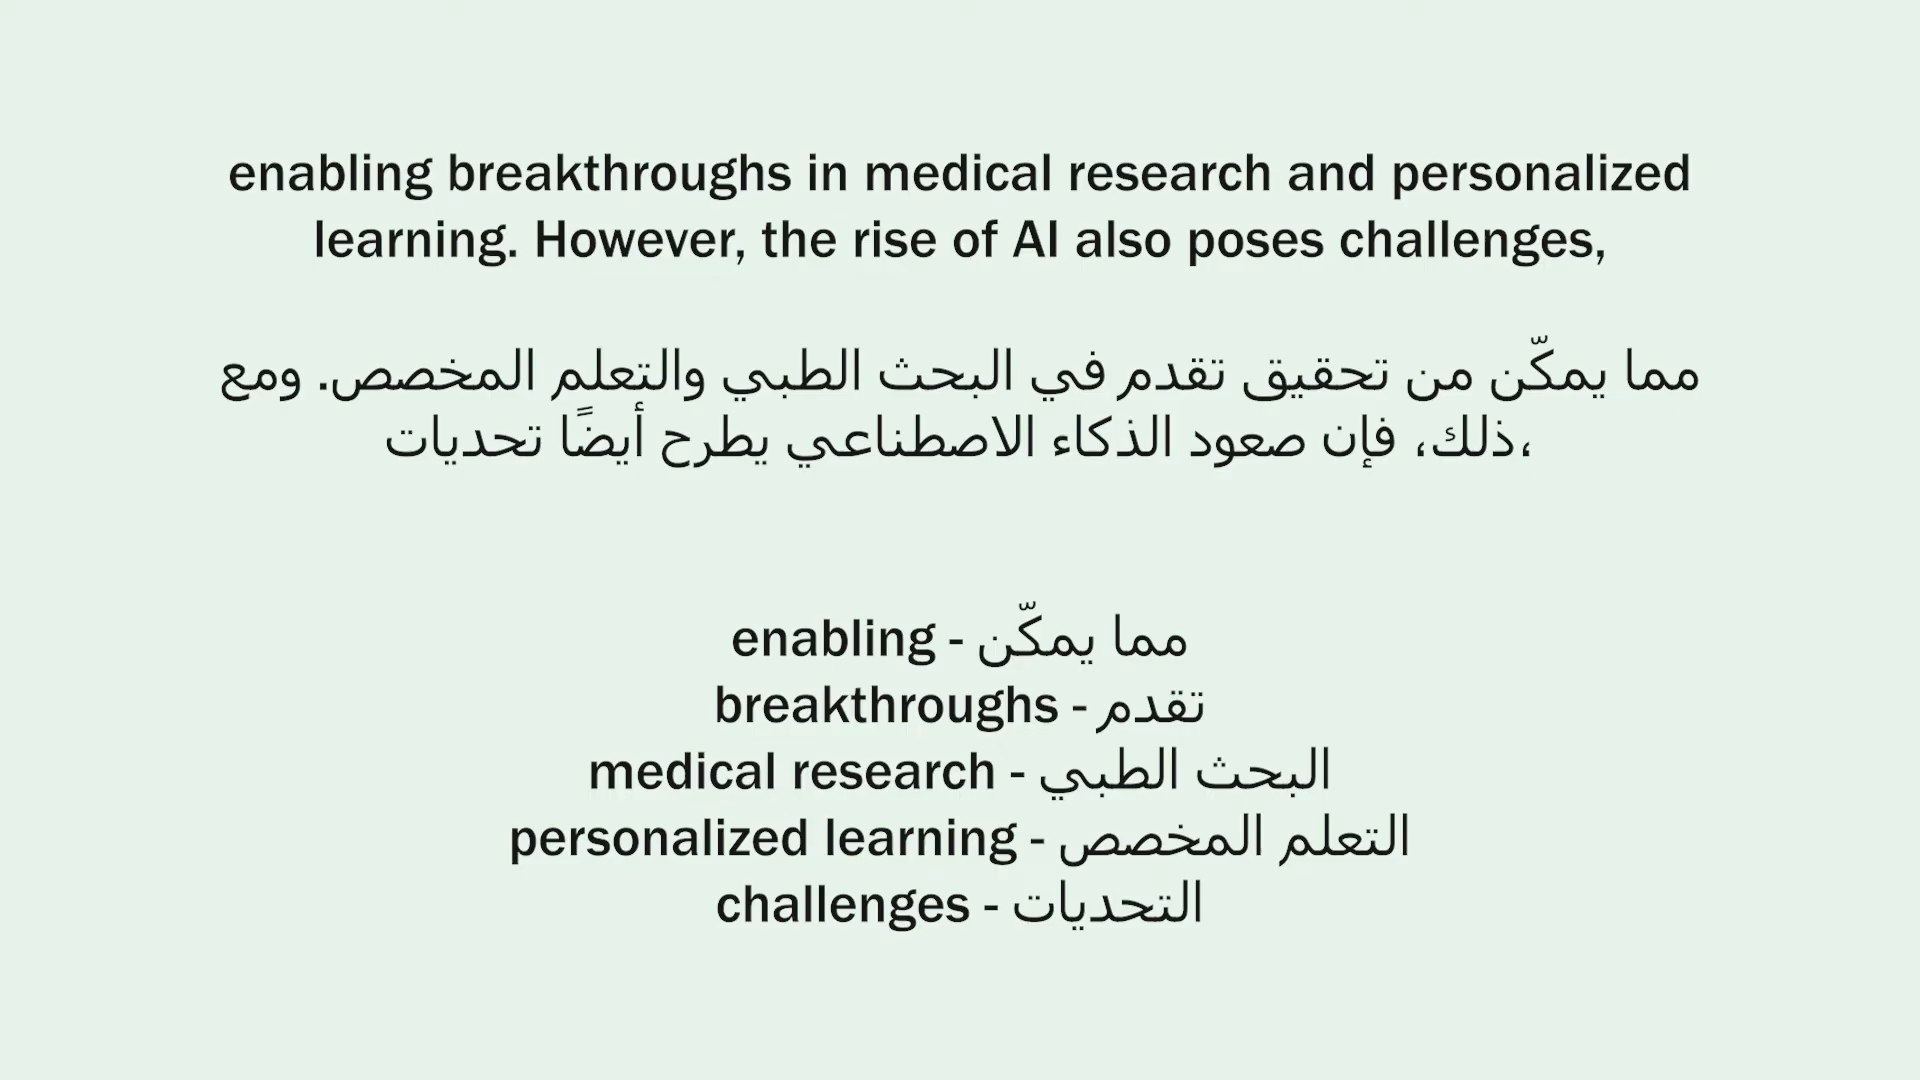 enabling breakthroughs in medical research and personalized
learning. However, the rise of AI also poses challenges,
مما يمكّن من تحقيق تقدم في البحث الطبي والتعلم المخصص. ومع
،ذلك، فإن صعود الذكاء الاصطناعي يطرح أيضًا تحديات
enabling - مما يمكّن
breakthroughs - تقدم
medical research - البحث الطبي
personalized learning - التعلم المخصص
challenges - التحديات